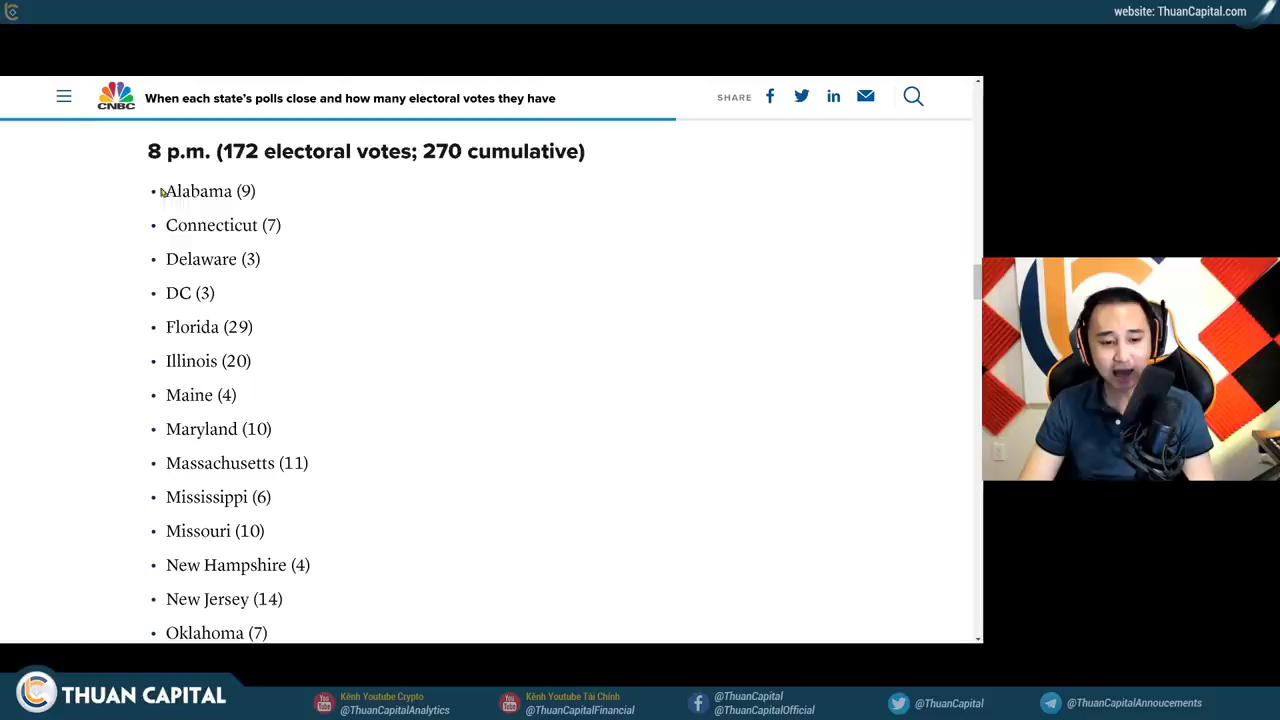 website: ThuanCapital.com
CNBC
When each state's polls close and how many electoral votes they have
SHARE
8 p.m. (172 electoral votes; 270 cumulative)
• Alabama (9)
• Connecticut (7)
• Delaware (3)
• DC (3)
• Florida (29)
• Illinois (20)
• Maine (4)
• Maryland (10)
• Massachusetts (11)
• Mississippi (6)
• Missouri (10)
• New Hampshire (4)
• New Jersey (14)
• Oklahoma (7)
THUAN CAPITAL
Kênh Youtube Crypto
@ThuanCapitalAnalytics
Kênh Youtube Tài Chính
@ThuanCapitalFinancial
@ThuanCapital
@ThuanCapitalOfficial
@ThuanCapital
@ThuanCapitalAnnoucements